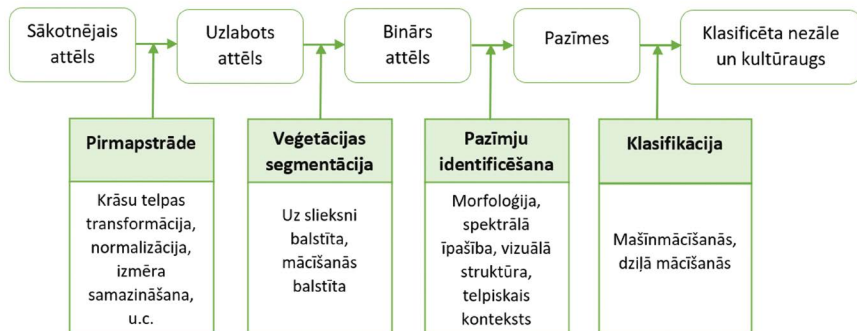 Sākotnējais
attēls
Uzlabots
attēls
Binārs
attēls
Pazīmes
Klasificēta nezāle
un kultūraugs
Pirmapstrāde
Krāsu telpas
transformācija,
normalizācija,
izmēra
samazināšana,
u.c.
Veģetācijas
segmentācija
Uz slieksni
balstīta,
mācīšanās
balstīta
Pazīmju
identificēšana
Morfoloģija,
spektrālā
īpašība, vizuālā
struktūra,
telpiskais
konteksts
Klasifikācija
Mašīnmācīšanās,
dziļā mācīšanās